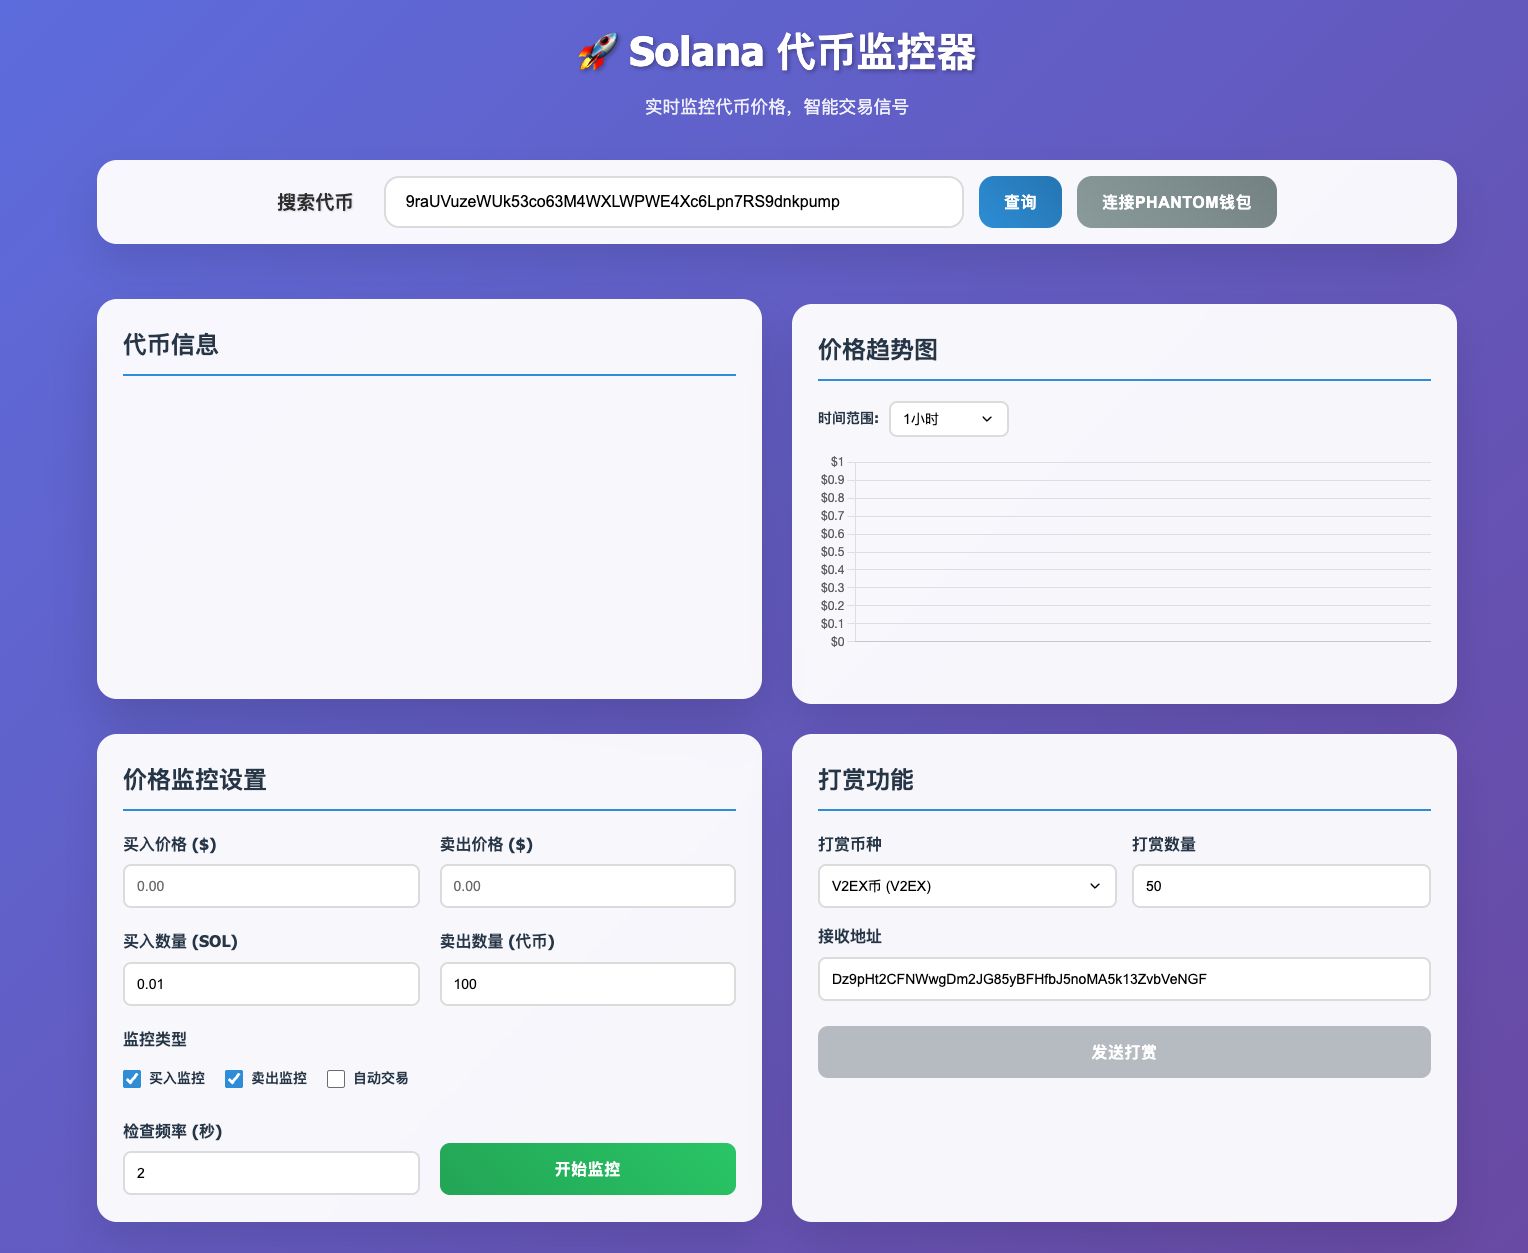 🚀 Solana 代币监控器
实时监控代币价格，智能交易信号
搜索代币
9raUVuzeWUk53co63M4WXLWPWE4Xc6Lpn7RS9dnkpump
查询
连接PHANTOM钱包
代币信息
价格趋势图
时间范围:
1小时
$1
$0.9
$0.8
$0.7
$0.6
$0.5
$0.4
$0.3
$0.2
$0.1
$0
价格监控设置
买入价格 ($)
卖出价格 ($)
0.00
0.00
买入数量 (SOL)
卖出数量 (代币)
0.01
100
监控类型
买入监控
卖出监控
自动交易
检查频率 (秒)
2
开始监控
打赏功能
打赏币种
打赏数量
V2EX币 (V2EX)
50
接收地址
Dz9pHt2CFNWwgDm2JG85yBFHfbJ5noMA5k13ZvbVeNGF
发送打赏